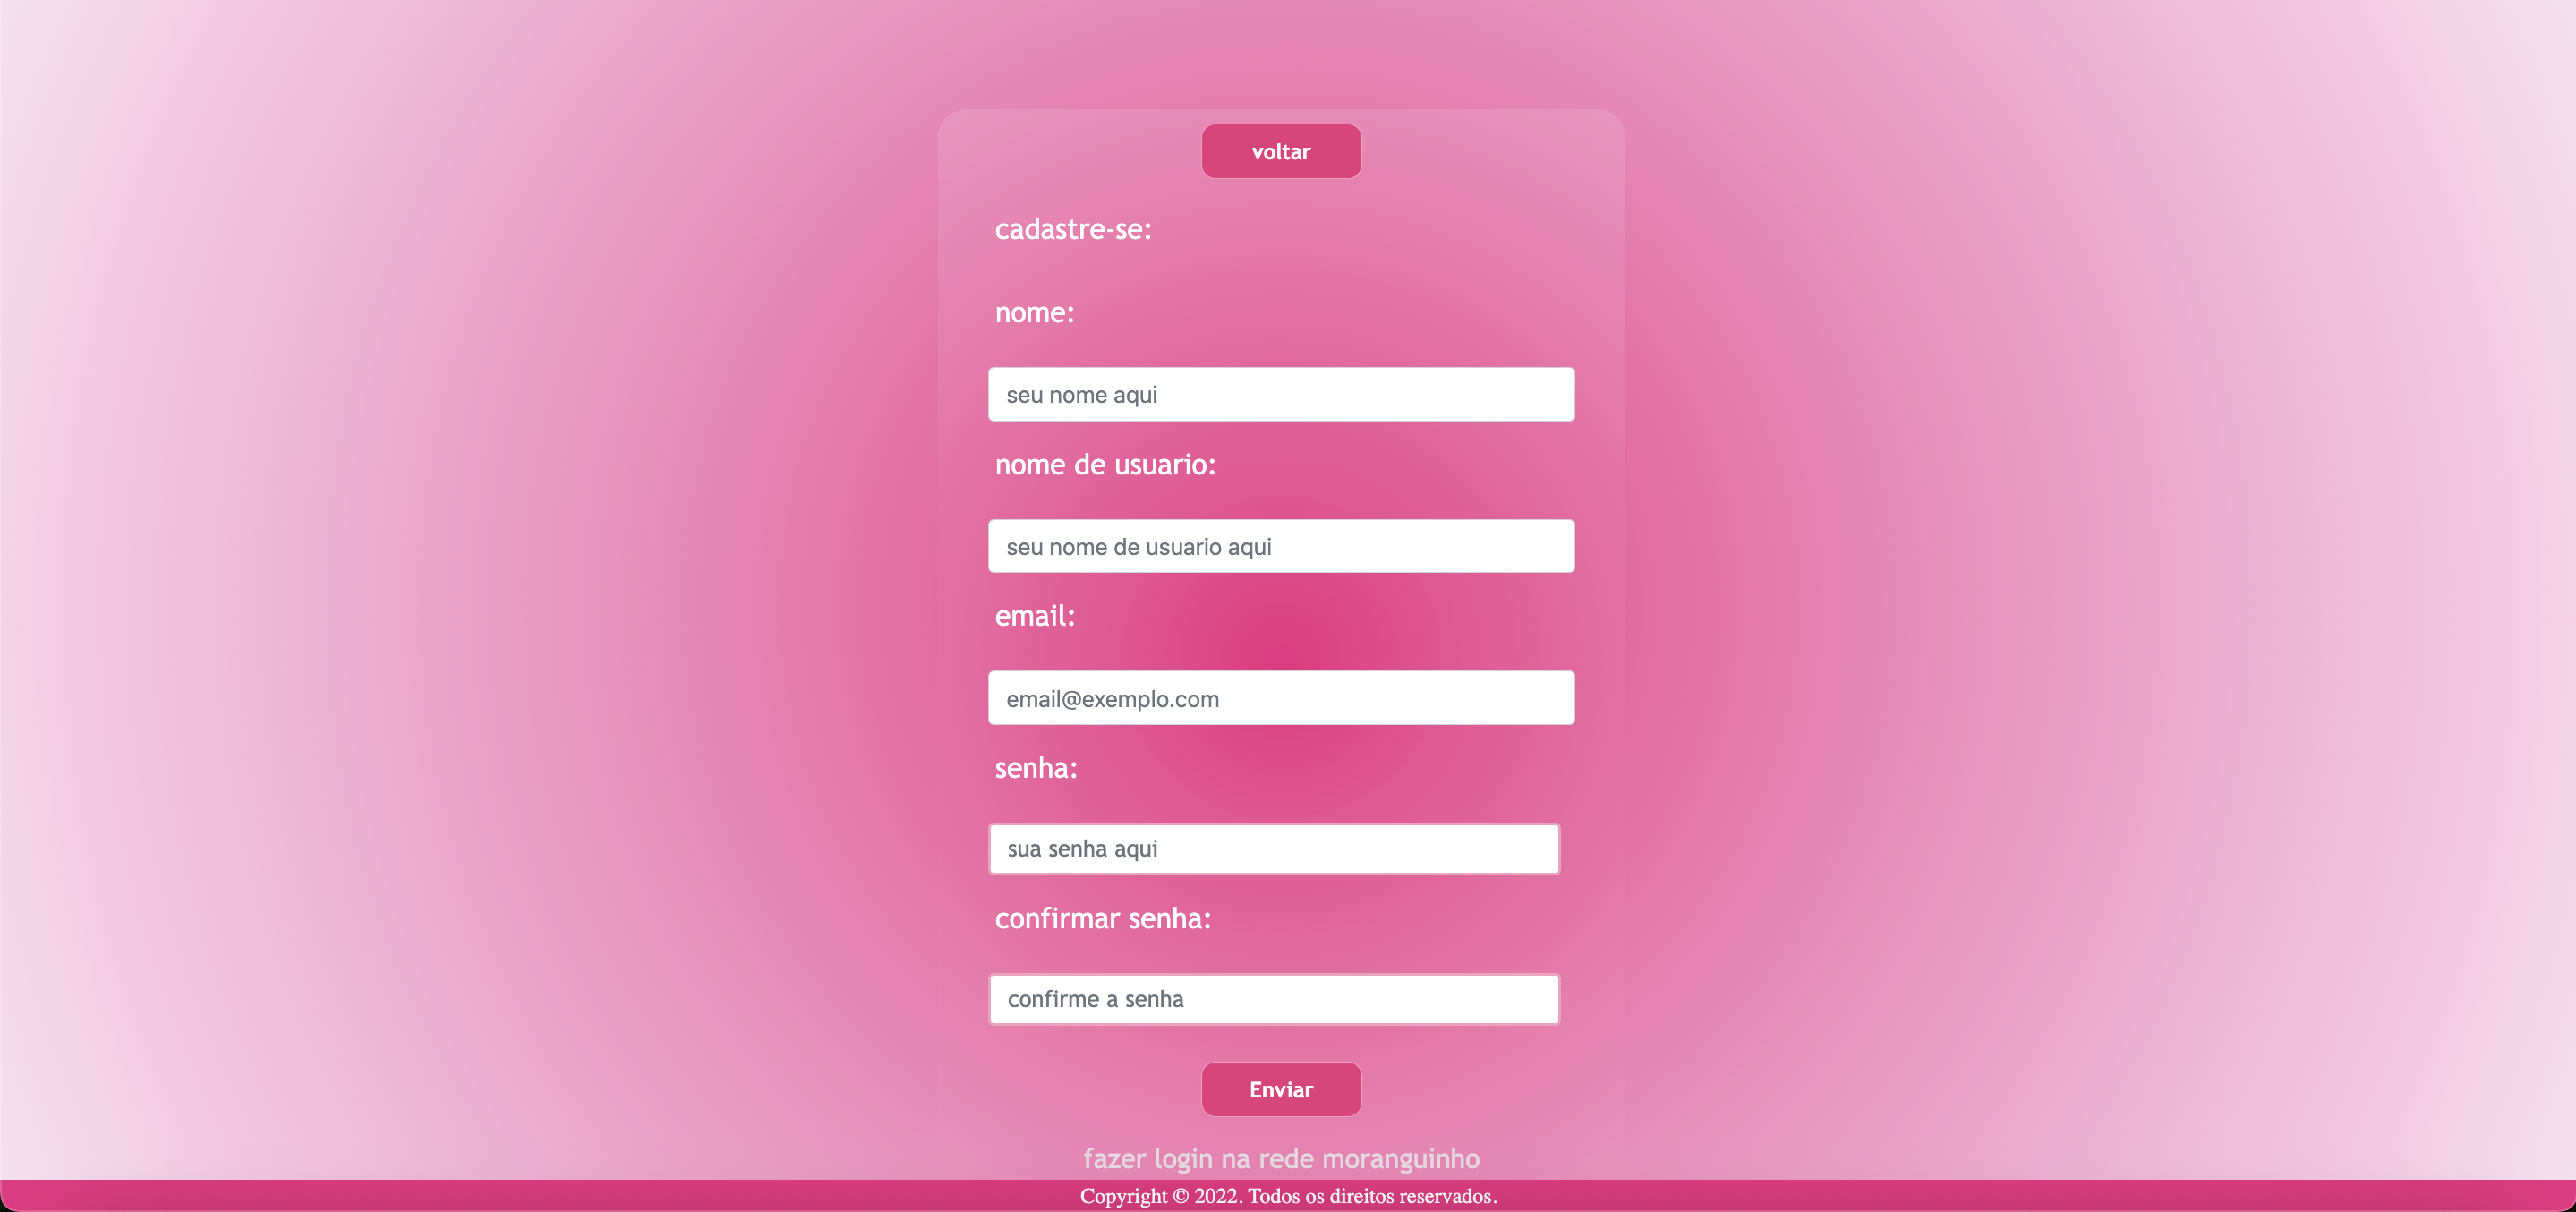 voltar
cadastre-se:
nome:
seu nome aqui
nome de usuario:
seu nome de usuario aqui
email:
email@exemplo.com
senha:
sua senha aqui
confirmar senha:
confirme a senha
Enviar
fazer login na rede moranguinho
Copyright © 2022. Todos os direitos reservados.